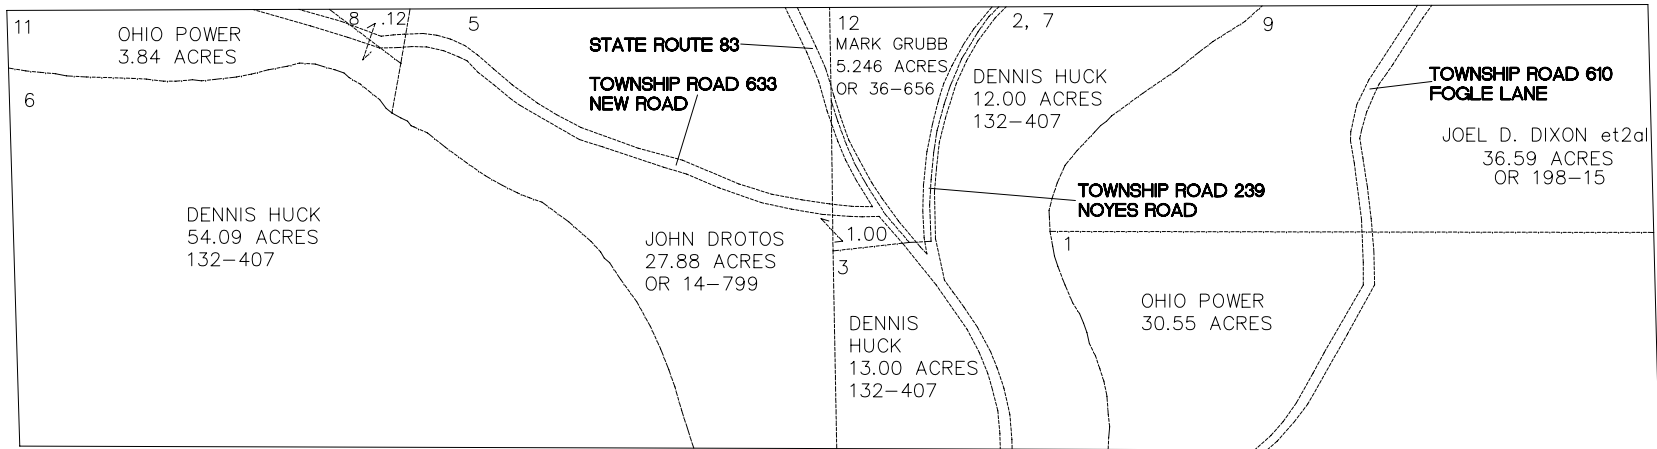 11
OHIO POWER
3.84 ACRES
8
.12
5
STATE ROUTE 83
TOWNSHIP ROAD 633
NEW ROAD
12
MARK GRUBB
5.246 ACRES
OR 36-656
2, 7
DENNIS HUCK
12.00 ACRES
132-407
9
TOWNSHIP ROAD 610
FOGLE LANE
JOEL D. DIXON et2al
36.59 ACRES
OR 198-15
6
DENNIS HUCK
54.09 ACRES
132-407
JOHN DROTOS
27.88 ACRES
OR 14-799
1.00
3
TOWNSHIP ROAD 239
NOYES ROAD
1
DENNIS
HUCK
13.00 ACRES
132-407
OHIO POWER
30.55 ACRES